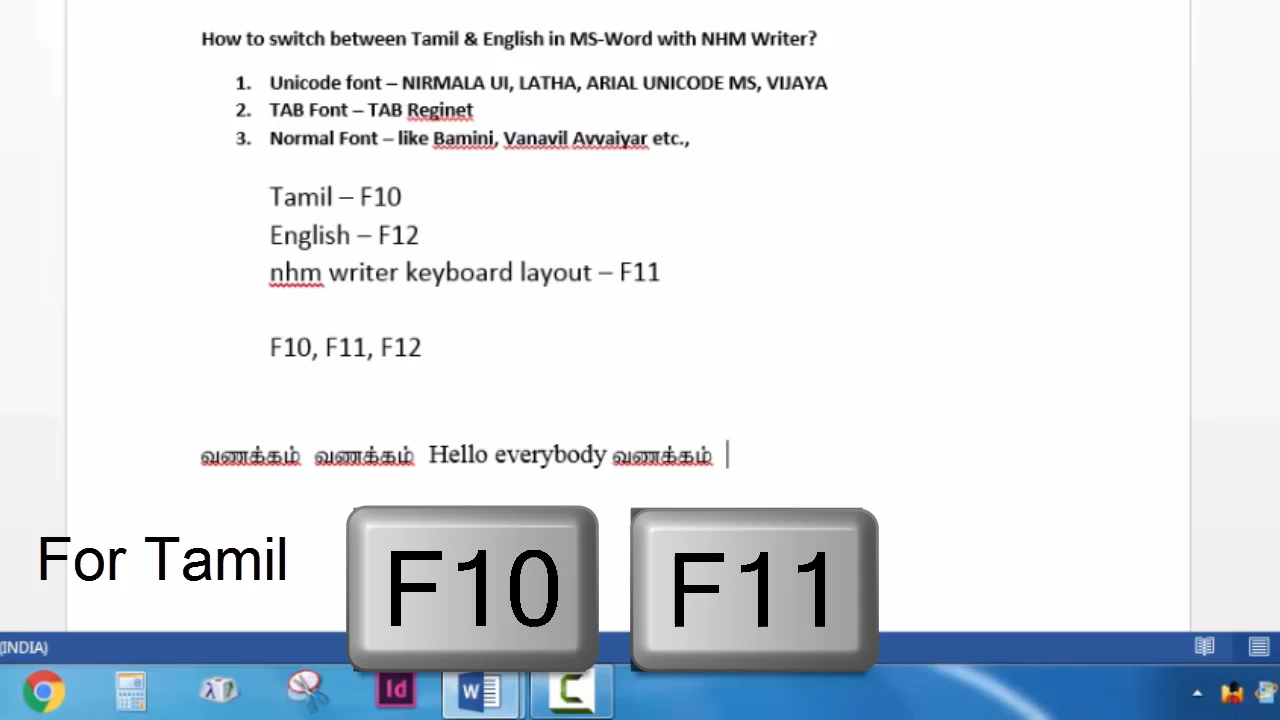 How to switch between Tamil & English in MS-Word with NHM Writer?
1. Unicode font – NIRMALA UI, LATHA, ARIAL UNICODE MS, VIJAYA
2. TAB Font – TAB Reginet
3. Normal Font – like Bamini, Vanavil Avvaiyar etc.,
Tamil – F10
English – F12
nhm writer keyboard layout – F11
F10, F11, F12
வணக்கம் வணக்கம் Hello everybody வணக்கம்
For Tamil F10 F11
(INDIA)
Id